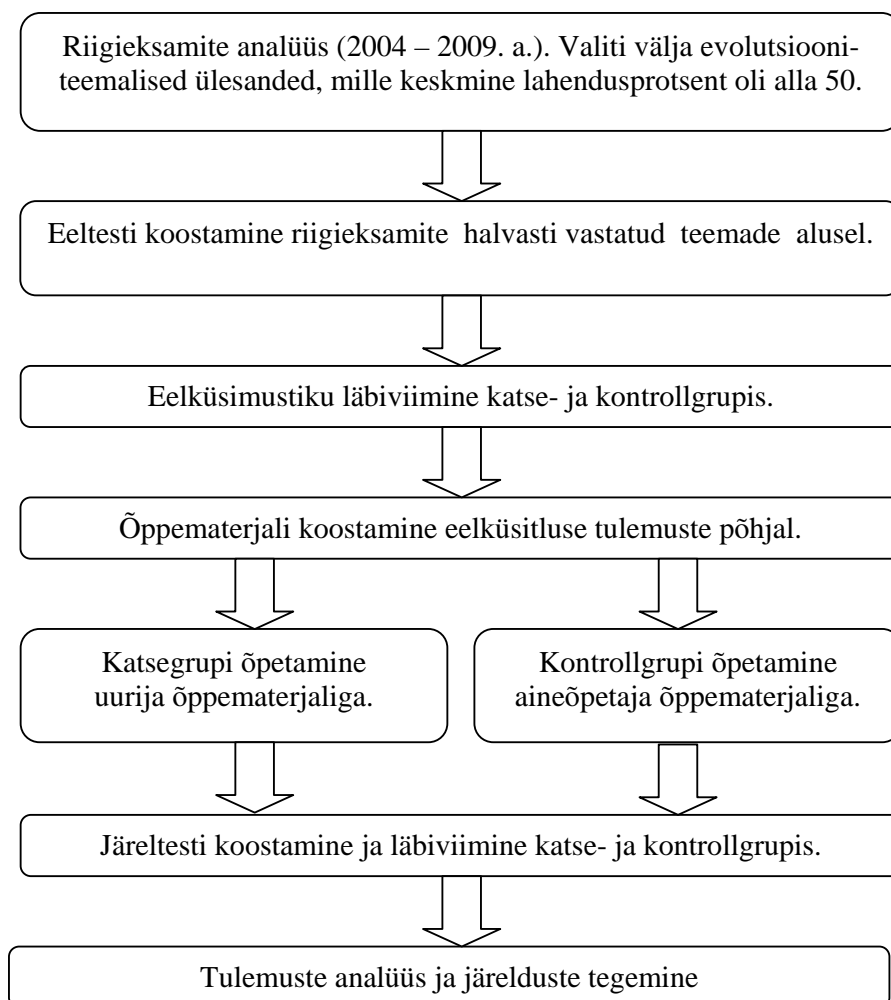 Riigieksamite analüüs (2004 – 2009. a.). Valiti välja evolutsiooni-
teemalised ülesanded, mille keskmine lahendusprotsent oli alla 50.
Eeltesti koostamine riigieksamite halvasti vastatud teemade alusel.
Eelküsimustiku läbiviimine katse- ja kontrollgrupis.
Õppematerjali koostamine eelküsitluse tulemuste põhjal.
Katsegrupi õpetamine
uurija õppematerjaliga.
Kontrollgrupi õpetamine
aineõpetaja õppematerjaliga.
Järeltesti koostamine ja läbiviimine katse- ja kontrollgrupis.
Tulemuste analüüs ja järelduste tegemine